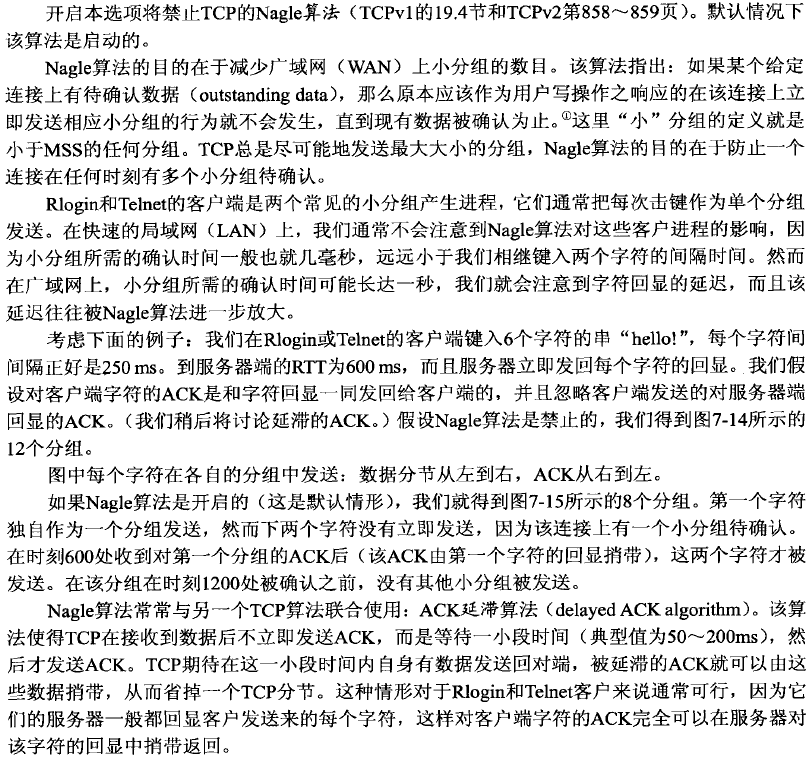 开启本选项将禁止TCP的Nagle算法（TCPv1的19.4节和TCPv2第858～859页）。默认情况下
该算法是启动的。
Nagle算法的目的在于减少广域网（WAN）上小分组的数目。该算法指出：如果某个给定
连接上有待确认数据（outstanding data），那么原本应该作为用户写操作之响应的在该连接上立
即发送相应小分组的行为就不会发生，直到现有数据被确认为止。①这里“小”分组的定义就是
小于MSS的任何分组。TCP总是尽可能地发送最大大小的分组，Nagle算法的目的在于防止一个
连接在任何时刻有多个小分组待确认。
Rlogin和Telnet的客户端是两个常见的小分组产生进程，它们通常把每次击键作为单个分组
发送。在快速的局域网（LAN）上，我们通常不会注意到Nagle算法对这些客户进程的影响，因
为小分组所需的确认时间一般也就几毫秒，远远小于我们相继键入两个字符的间隔时间。然而
在广域网上，小分组所需的确认时间可能长达一秒，我们就会注意到字符回显的延迟，而且该
延迟往往被Nagle算法进一步放大。
考虑下面的例子：我们在Rlogin或Telnet的客户端键入6个字符的串“hello!”，每个字符间
间隔正好是250 ms。到服务器端的RTT为600 ms，而且服务器立即发回每个字符的回显。我们假
设对客户端字符的ACK是和字符回显一同发回给客户端的，并且忽略客户端发送的对服务器端
回显的ACK。（我们稍后将讨论延滞的ACK。）假设Nagle算法是禁止的，我们得到图7-14所示的
12个分组。
图中每个字符在各自的分组中发送：数据分节从左到右，ACK从右到左。
如果Nagle算法是开启的（这是默认情形），我们就得到图7-15所示的8个分组。第一个字符
独自作为一个分组发送，然而下两个字符没有立即发送，因为该连接上有一个小分组待确认。
在时刻600处收到对第一个分组的ACK后（该ACK由第一个字符的回显捎带），这两个字符才被
发送。在该分组在时刻1200处被确认之前，没有其他小分组被发送。
Nagle算法常常与另一个TCP算法联合使用：ACK延滞算法（delayed ACK algorithm）。该算
法使得TCP在接收到数据后不立即发送ACK，而是等待一小段时间（典型值为50～200ms），然
后才发送ACK。TCP期待在这一小段时间内自身有数据发送回对端，被延滞的ACK就可以由这
些数据捎带，从而省掉一个TCP分节。这种情形对于Rlogin和Telnet客户来说通常可行，因为它
们的服务器一般都回显客户发送来的每个字符，这样对客户端字符的ACK完全可以在服务器对
该字符的回显中捎带返回。